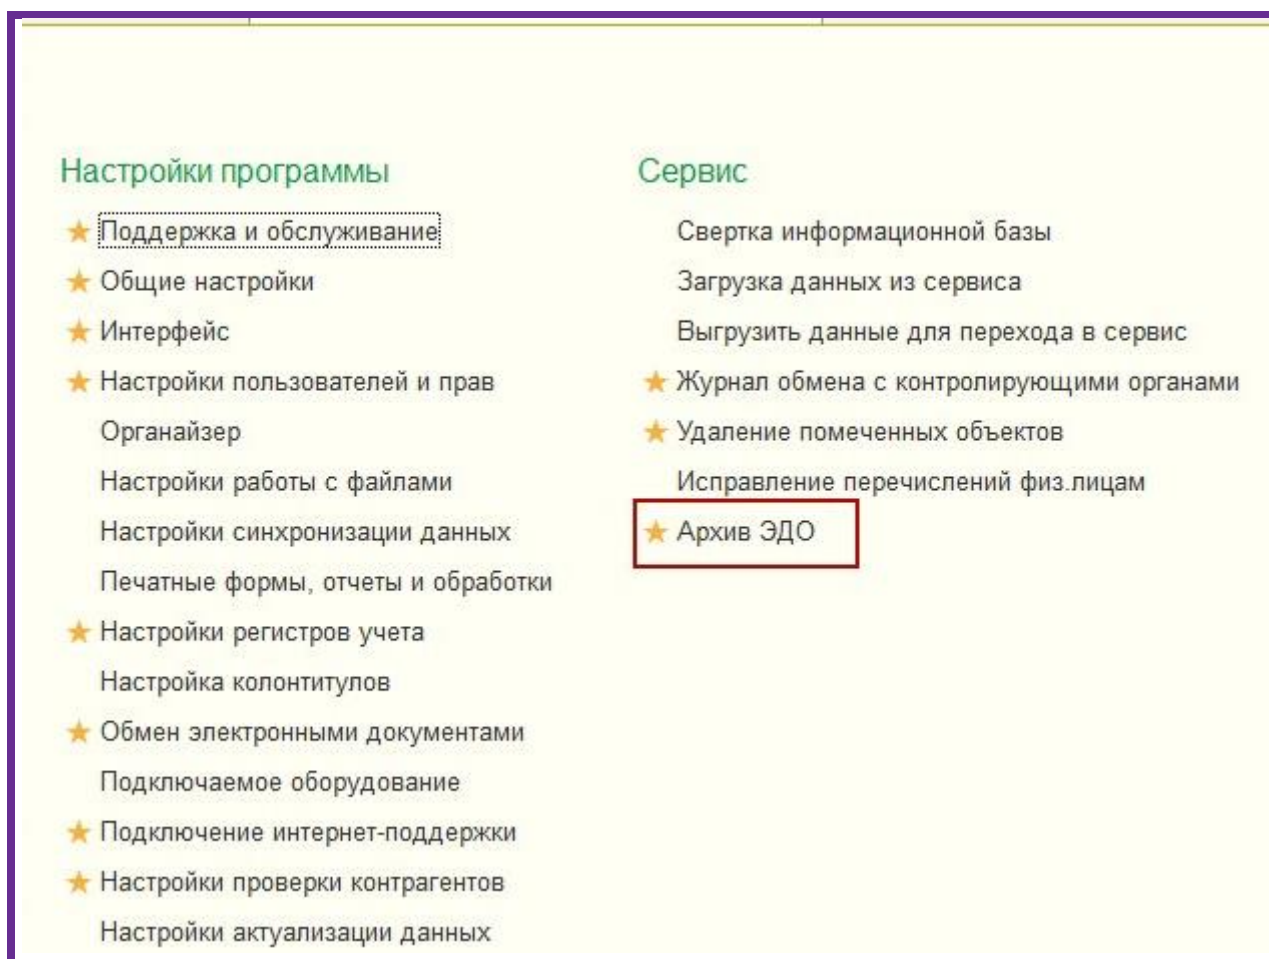 Настройки программы
Поддержка и обслуживание
Общие настройки
Интерфейс
Настройки пользователей и прав
Органайзер
Настройки работы с файлами
Настройки синхронизации данных
Печатные формы, отчеты и обработки
Настройки регистров учета
Настройка колонтитулов
Обмен электронными документами
Подключаемое оборудование
Подключение интернет-поддержки
Настройки проверки контрагентов
Настройки актуализации данных
Сервис
Свертка информационной базы
Загрузка данных из сервиса
Выгрузить данные для перехода в сервис
Журнал обмена с контролирующими органами
Удаление помеченных объектов
Исправление перечислений физ.лицам
Архив ЭДО